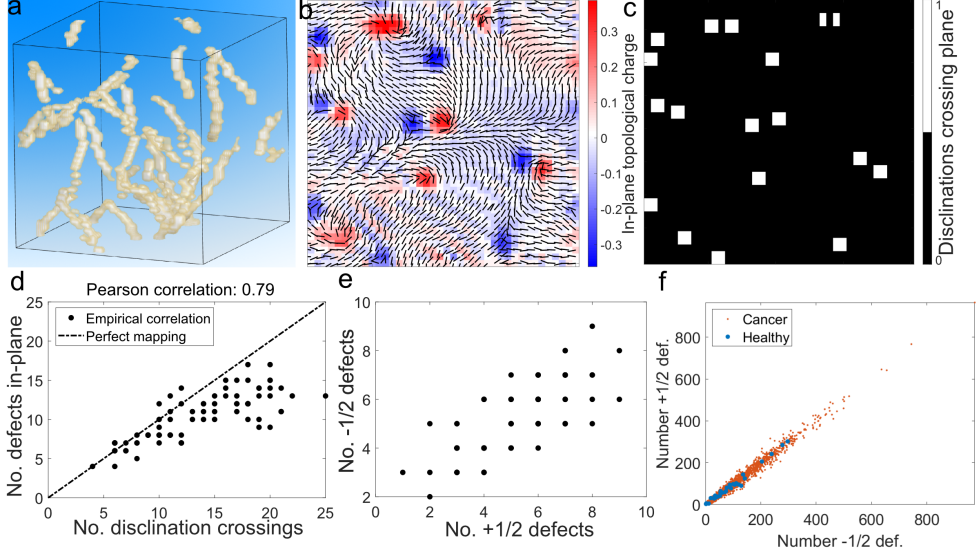 a
b
In-plane topological charge
0.3
0.2
0.1
0
-0.1
-0.2
-0.3
c
Disclinations crossing plane
1
0
d
Pearson correlation: 0.79
No. defects in-plane
25
20
15
10
5
0
Empirical correlation
Perfect mapping
0 5 10 15 20 25
No. disclination crossings
e
No. -1/2 defects
10
8
6
4
2
0 2 4 6 8 10
No. +1/2 defects
f
Number +1/2 def.
800
600
400
200
0
Cancer
Healthy
0 200 400 600 800
Number -1/2 def.